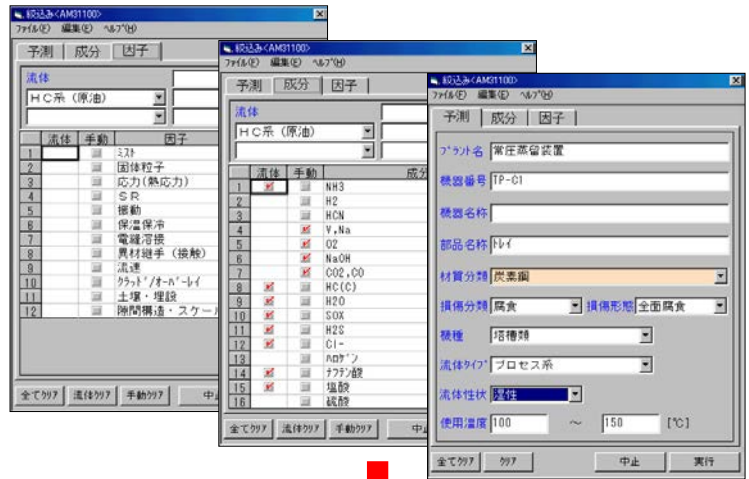 絞込み<AM31100>
ファイル(F) 編集(E) ヘルプ(H)
予測 成分 因子
流体
HC系（原油）
流体 手動 因子
1 ミスト
2 固体粒子
3 応力(熱応力)
4 SR
5 振動
6 保温保冷
7 電縫溶接
8 異材継手（接触）
9 流速
10 クラッド/オーバーレイ
11 土壌・埋設
12 隙間構造・スケー
全てクリア 流体クリア 手動クリア
絞込み<AM31100>
ファイル(F) 編集(E) ヘルプ(H)
予測 成分 因子
流体
HC系（原油）
流体 手動 成分
1 NH3
2 H2
3 HCN
4 V,Na
5 O2
6 NaOH
7 CO2,CO
8 HC(C)
9 H2O
10 SOX
11 H2S
12 Cl-
13 ハロゲン
14 ナフテン酸
15 塩酸
16 硫酸
全てクリア 流体クリア 手動クリア
絞込み<AM31100>
ファイル(F) 編集(E) ヘルプ(H)
予測 成分 因子
プラント名 常圧蒸留装置
機器番号 TP-C1
機器名称
部品名称 トレイ
材質分類 炭素鋼
損傷分類 腐食 損傷形態 全面腐食
機種 塔槽類
流体タイプ プロセス系
流体性状 湿性
使用温度 100 ～ 150 [℃]
全てクリア クリア 中止 実行